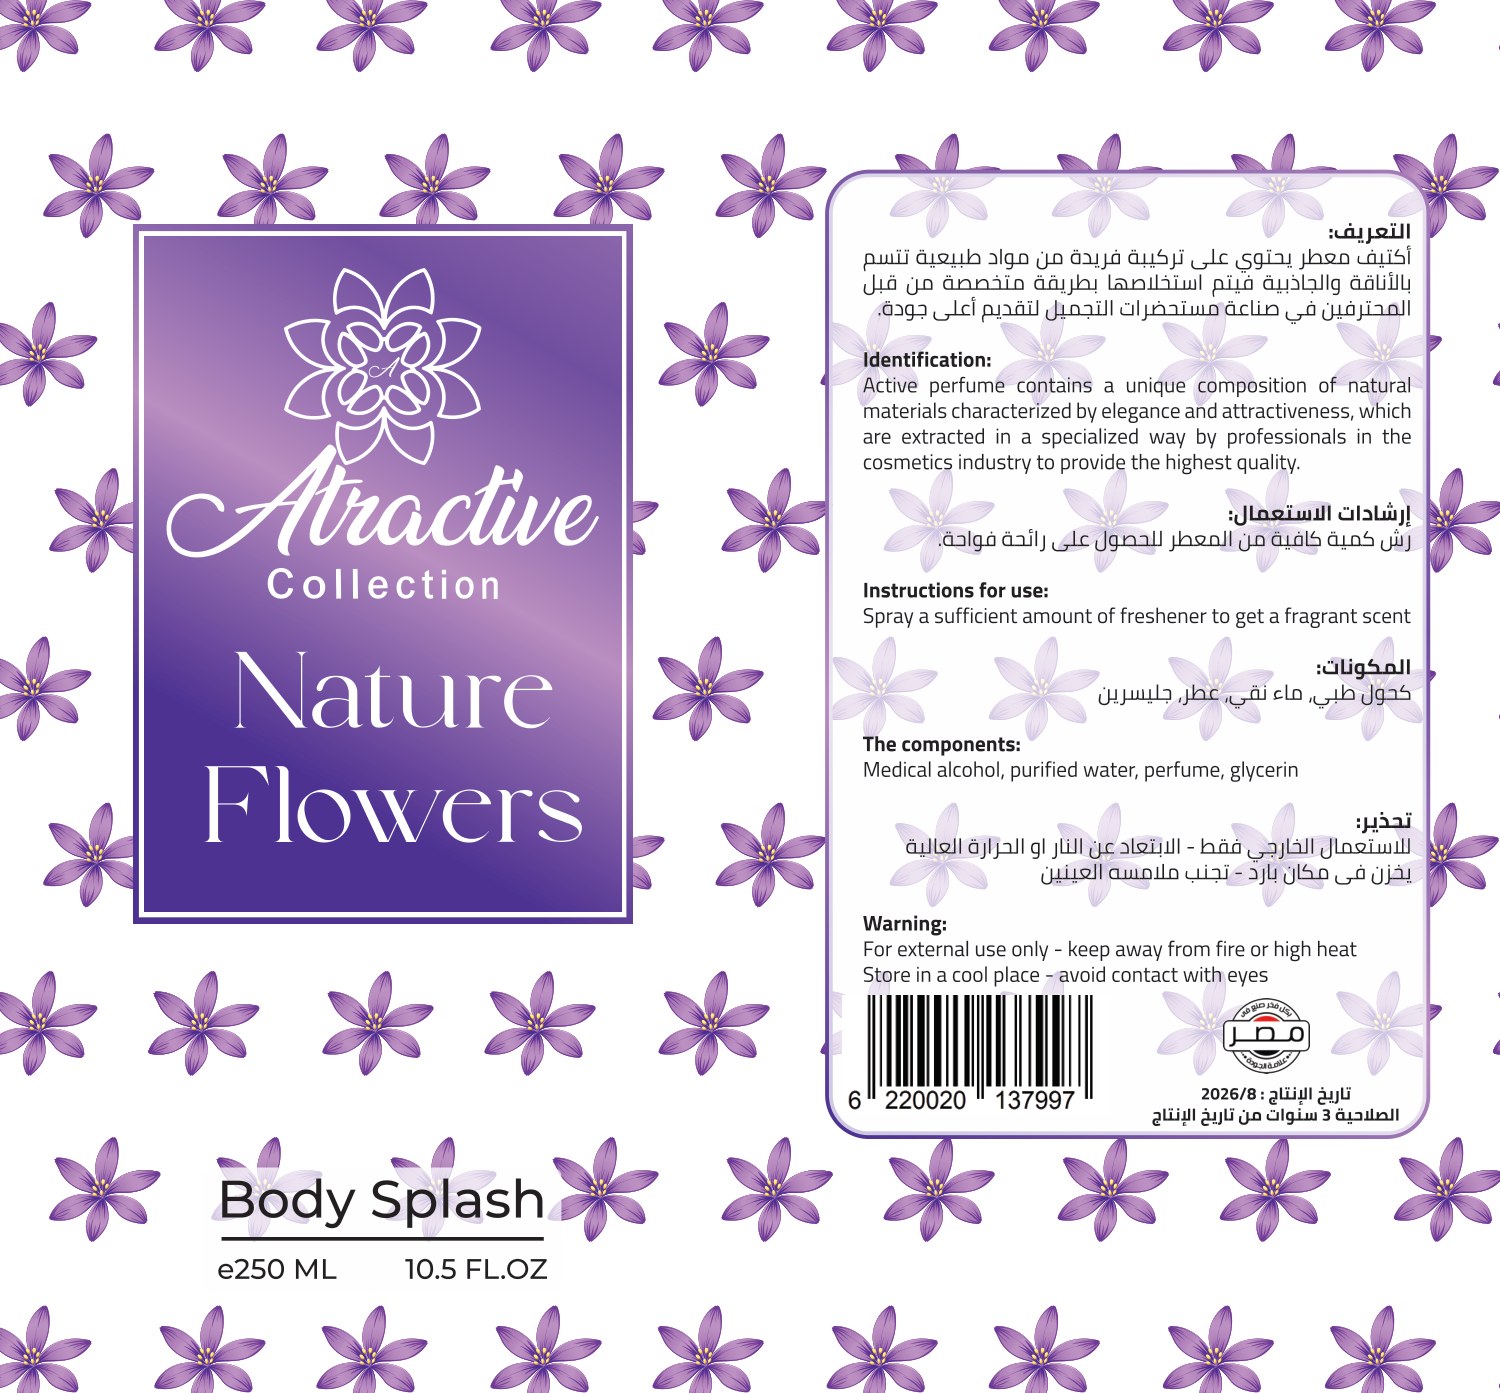 A
Atractive
Collection
Nature
Flowers
Body Splash
e250 ML 10.5 FL.OZ
التعريف:
أكتيف معطر يحتوي على تركيبة فريدة من مواد طبيعية تتسم
بالأناقة والجاذبية فيتم استخلاصها بطريقة متخصصة من قبل
المحترفين في صناعة مستحضرات التجميل لتقديم أعلى جودة.
Identification:
Active perfume contains a unique composition of natural
materials characterized by elegance and attractiveness, which
are extracted in a specialized way by professionals in the
cosmetics industry to provide the highest quality.
إرشادات الاستعمال:
رش كمية كافية من المعطر للحصول على رائحة فواحة.
Instructions for use:
Spray a sufficient amount of freshener to get a fragrant scent
المكونات:
كحول طبي, ماء نقي, عطر, جليسرين
The components:
Medical alcohol, purified water, perfume, glycerin
تحذير:
للاستعمال الخارجي فقط - الابتعاد عن النار او الحرارة العالية
يخزن فى مكان بارد - تجنب ملامسه العينين
Warning:
For external use only - keep away from fire or high heat
Store in a cool place - avoid contact with eyes
6 220020 137997
بكل فخر صنع في
مصر
علامة الجودة
تاريخ الإنتاج : 2026/8
الصلاحية 3 سنوات من تاريخ الإنتاج